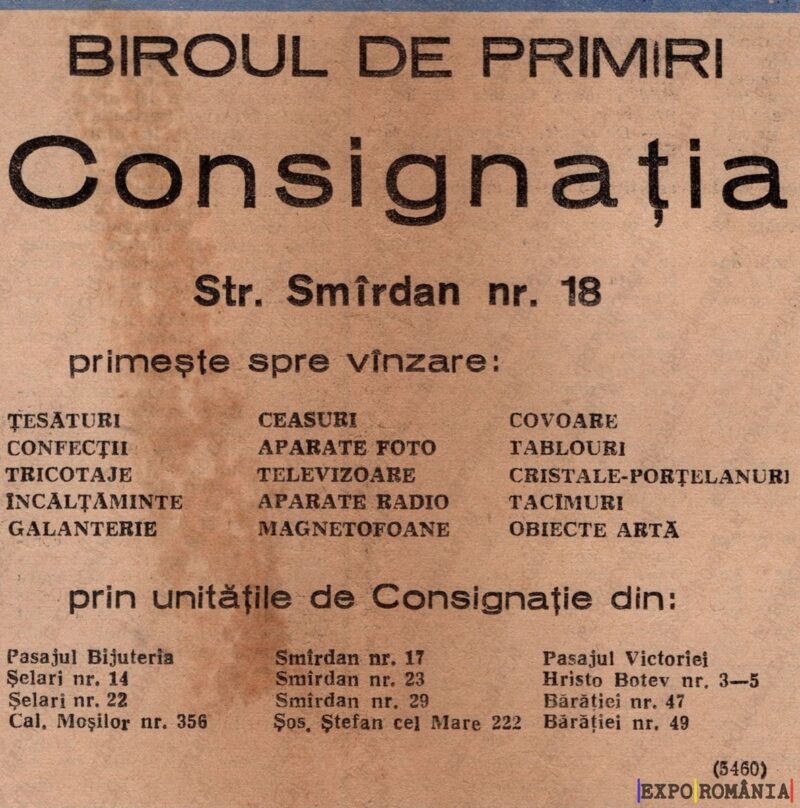 BIROUL DE PRIMIRI
Consignația
Str. Smîrdan nr. 18
primește spre vînzare:
ȚESĂTURI CEASURI COVOARE
CONFECȚII APARATE FOTO TABLOURI
TRICOTAJE TELEVIZOARE CRISTALE-PORȚELANURI
ÎNCĂLȚĂMINTE APARATE RADIO TACÎMURI
GALANTERIE MAGNETOFOANE OBIECTE ARTĂ
prin unitățile de Consignație din:
Pasajul Bijuteria Smîrdan nr. 17 Pasajul Victoriei
Șelari nr. 14 Smîrdan nr. 23 Hristo Botev nr. 3—5
Șelari nr. 22 Smîrdan nr. 29 Bărăției nr. 47
Cal. Moșilor nr. 356 Șos. Ștefan cel Mare 222 Bărăției nr. 49
(5460)
EXPO ROMÂNIA